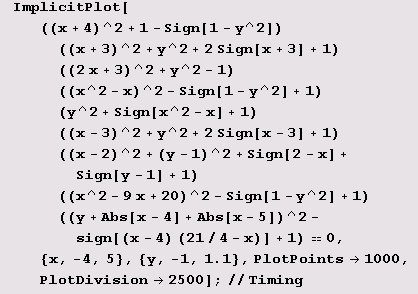 ImplicitPlot[
((x + 4)^2 + 1 - Sign[1 - y^2])
((x + 3)^2 + y^2 + 2 Sign[x + 3] + 1)
((2 x + 3)^2 + y^2 - 1)
((x^2 - x)^2 - Sign[1 - y^2] + 1)
(y^2 + Sign[x^2 - x] + 1)
((x - 3)^2 + y^2 + 2 Sign[x - 3] + 1)
((x - 2)^2 + (y - 1)^2 + Sign[2 - x] +
Sign[y - 1] + 1)
((x^2 - 9 x + 20)^2 - Sign[1 - y^2] + 1)
((y + Abs[x - 4] + Abs[x - 5])^2 -
sign[(x - 4) (21 / 4 - x)] + 1) == 0,
{x, -4, 5}, {y, -1, 1.1}, PlotPoints → 1000,
PlotDivision → 2500]; // Timing